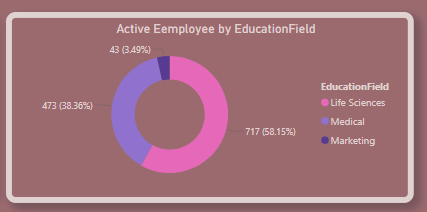 Active Eemployee by EducationField
43 (3.49%)
473 (38.36%)
717 (58.15%)
EducationField
Life Sciences
Medical
Marketing